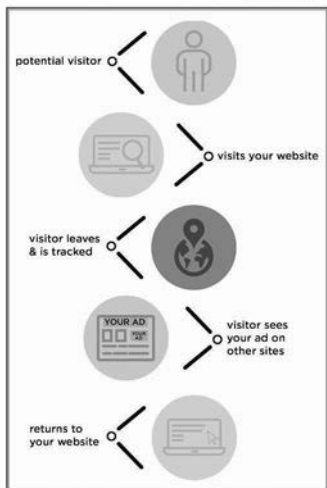 potential visitor
visits your website
visitor leaves
& is tracked
YOUR AD
YOUR
AD
visitor sees
your ad on
other sites
returns to
your website